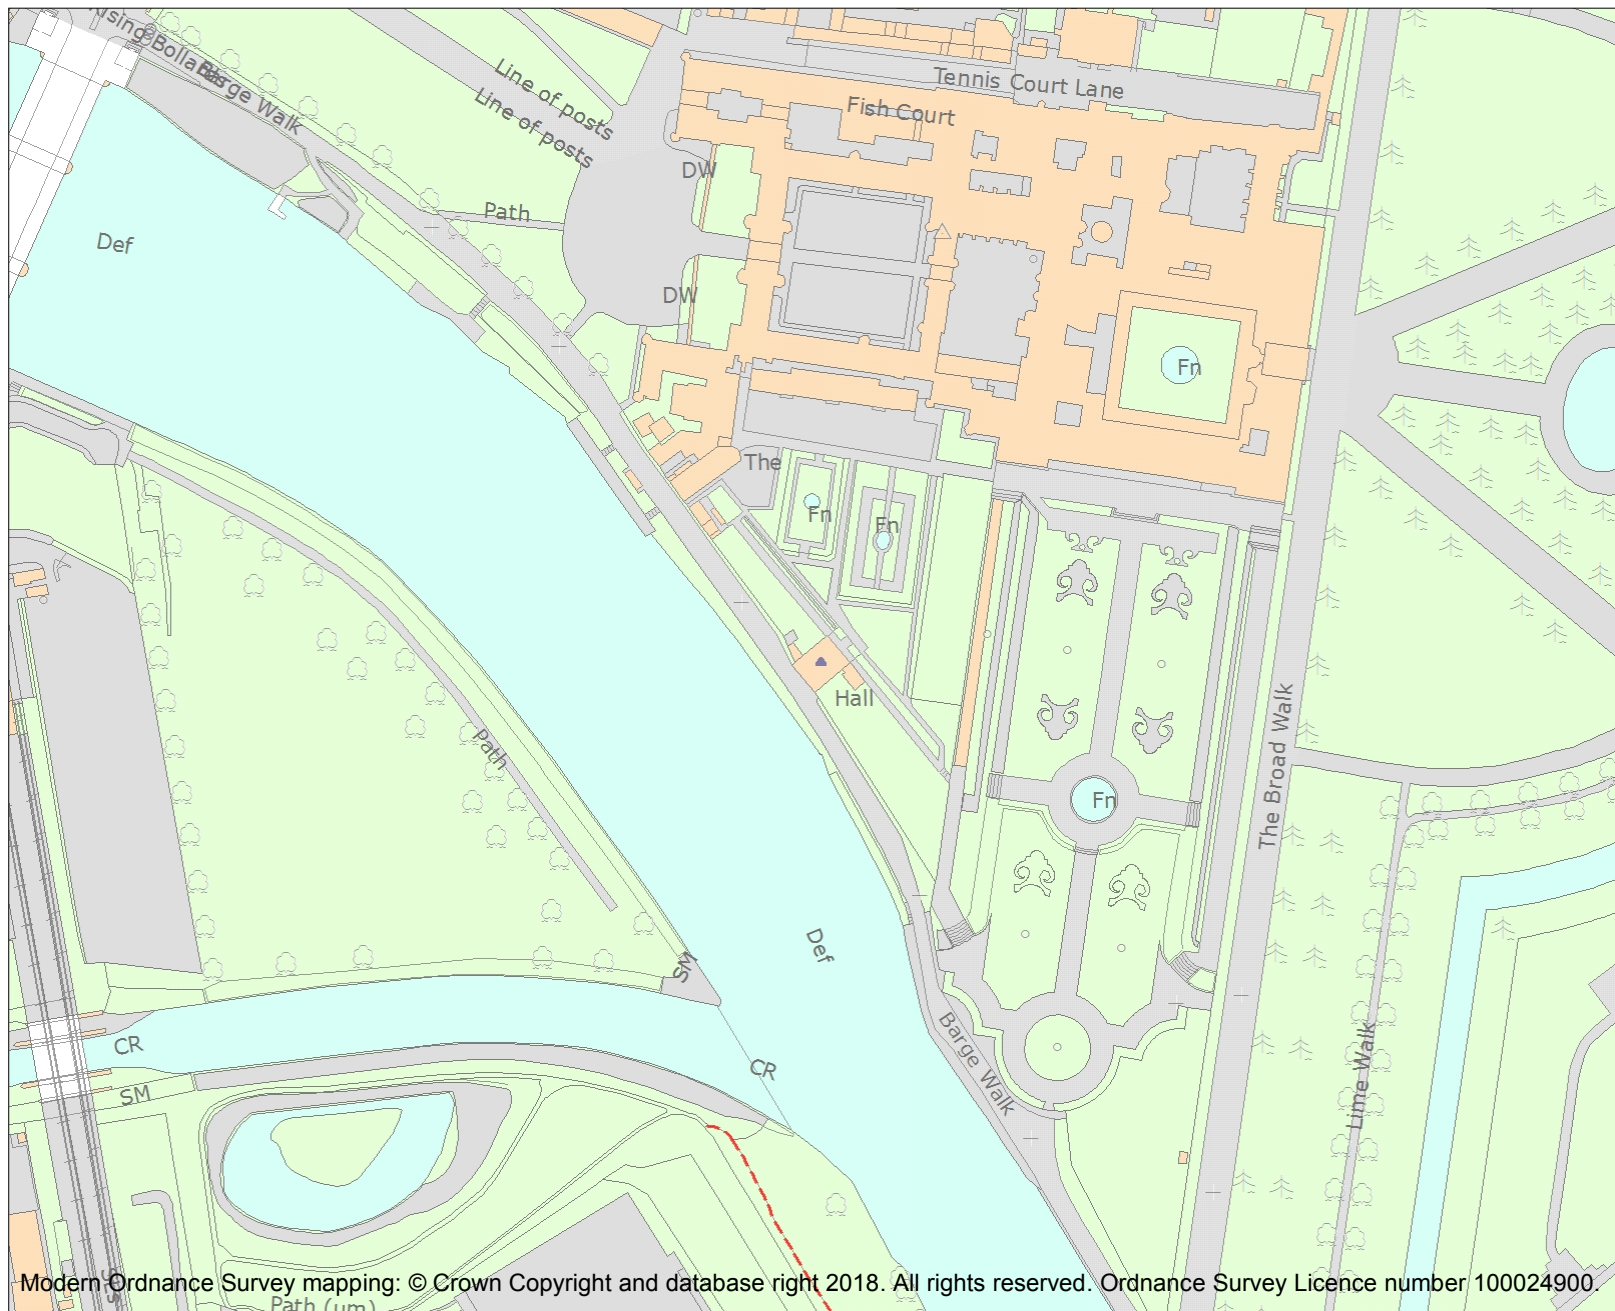 Rising Bollards
Barge Walk
Line of posts
Line of posts
Tennis Court Lane
Fish Court
DW
Path
Def
DW
Fn
The
Fn
Fn
Hall
The Broad Walk
Path
Fn
Def
SM
CR
CR
SM
Barge Walk
Lime Walk
Path (um)
Modern Ordnance Survey mapping: © Crown Copyright and database right 2018. All rights reserved. Ordnance Survey Licence number 100024900.